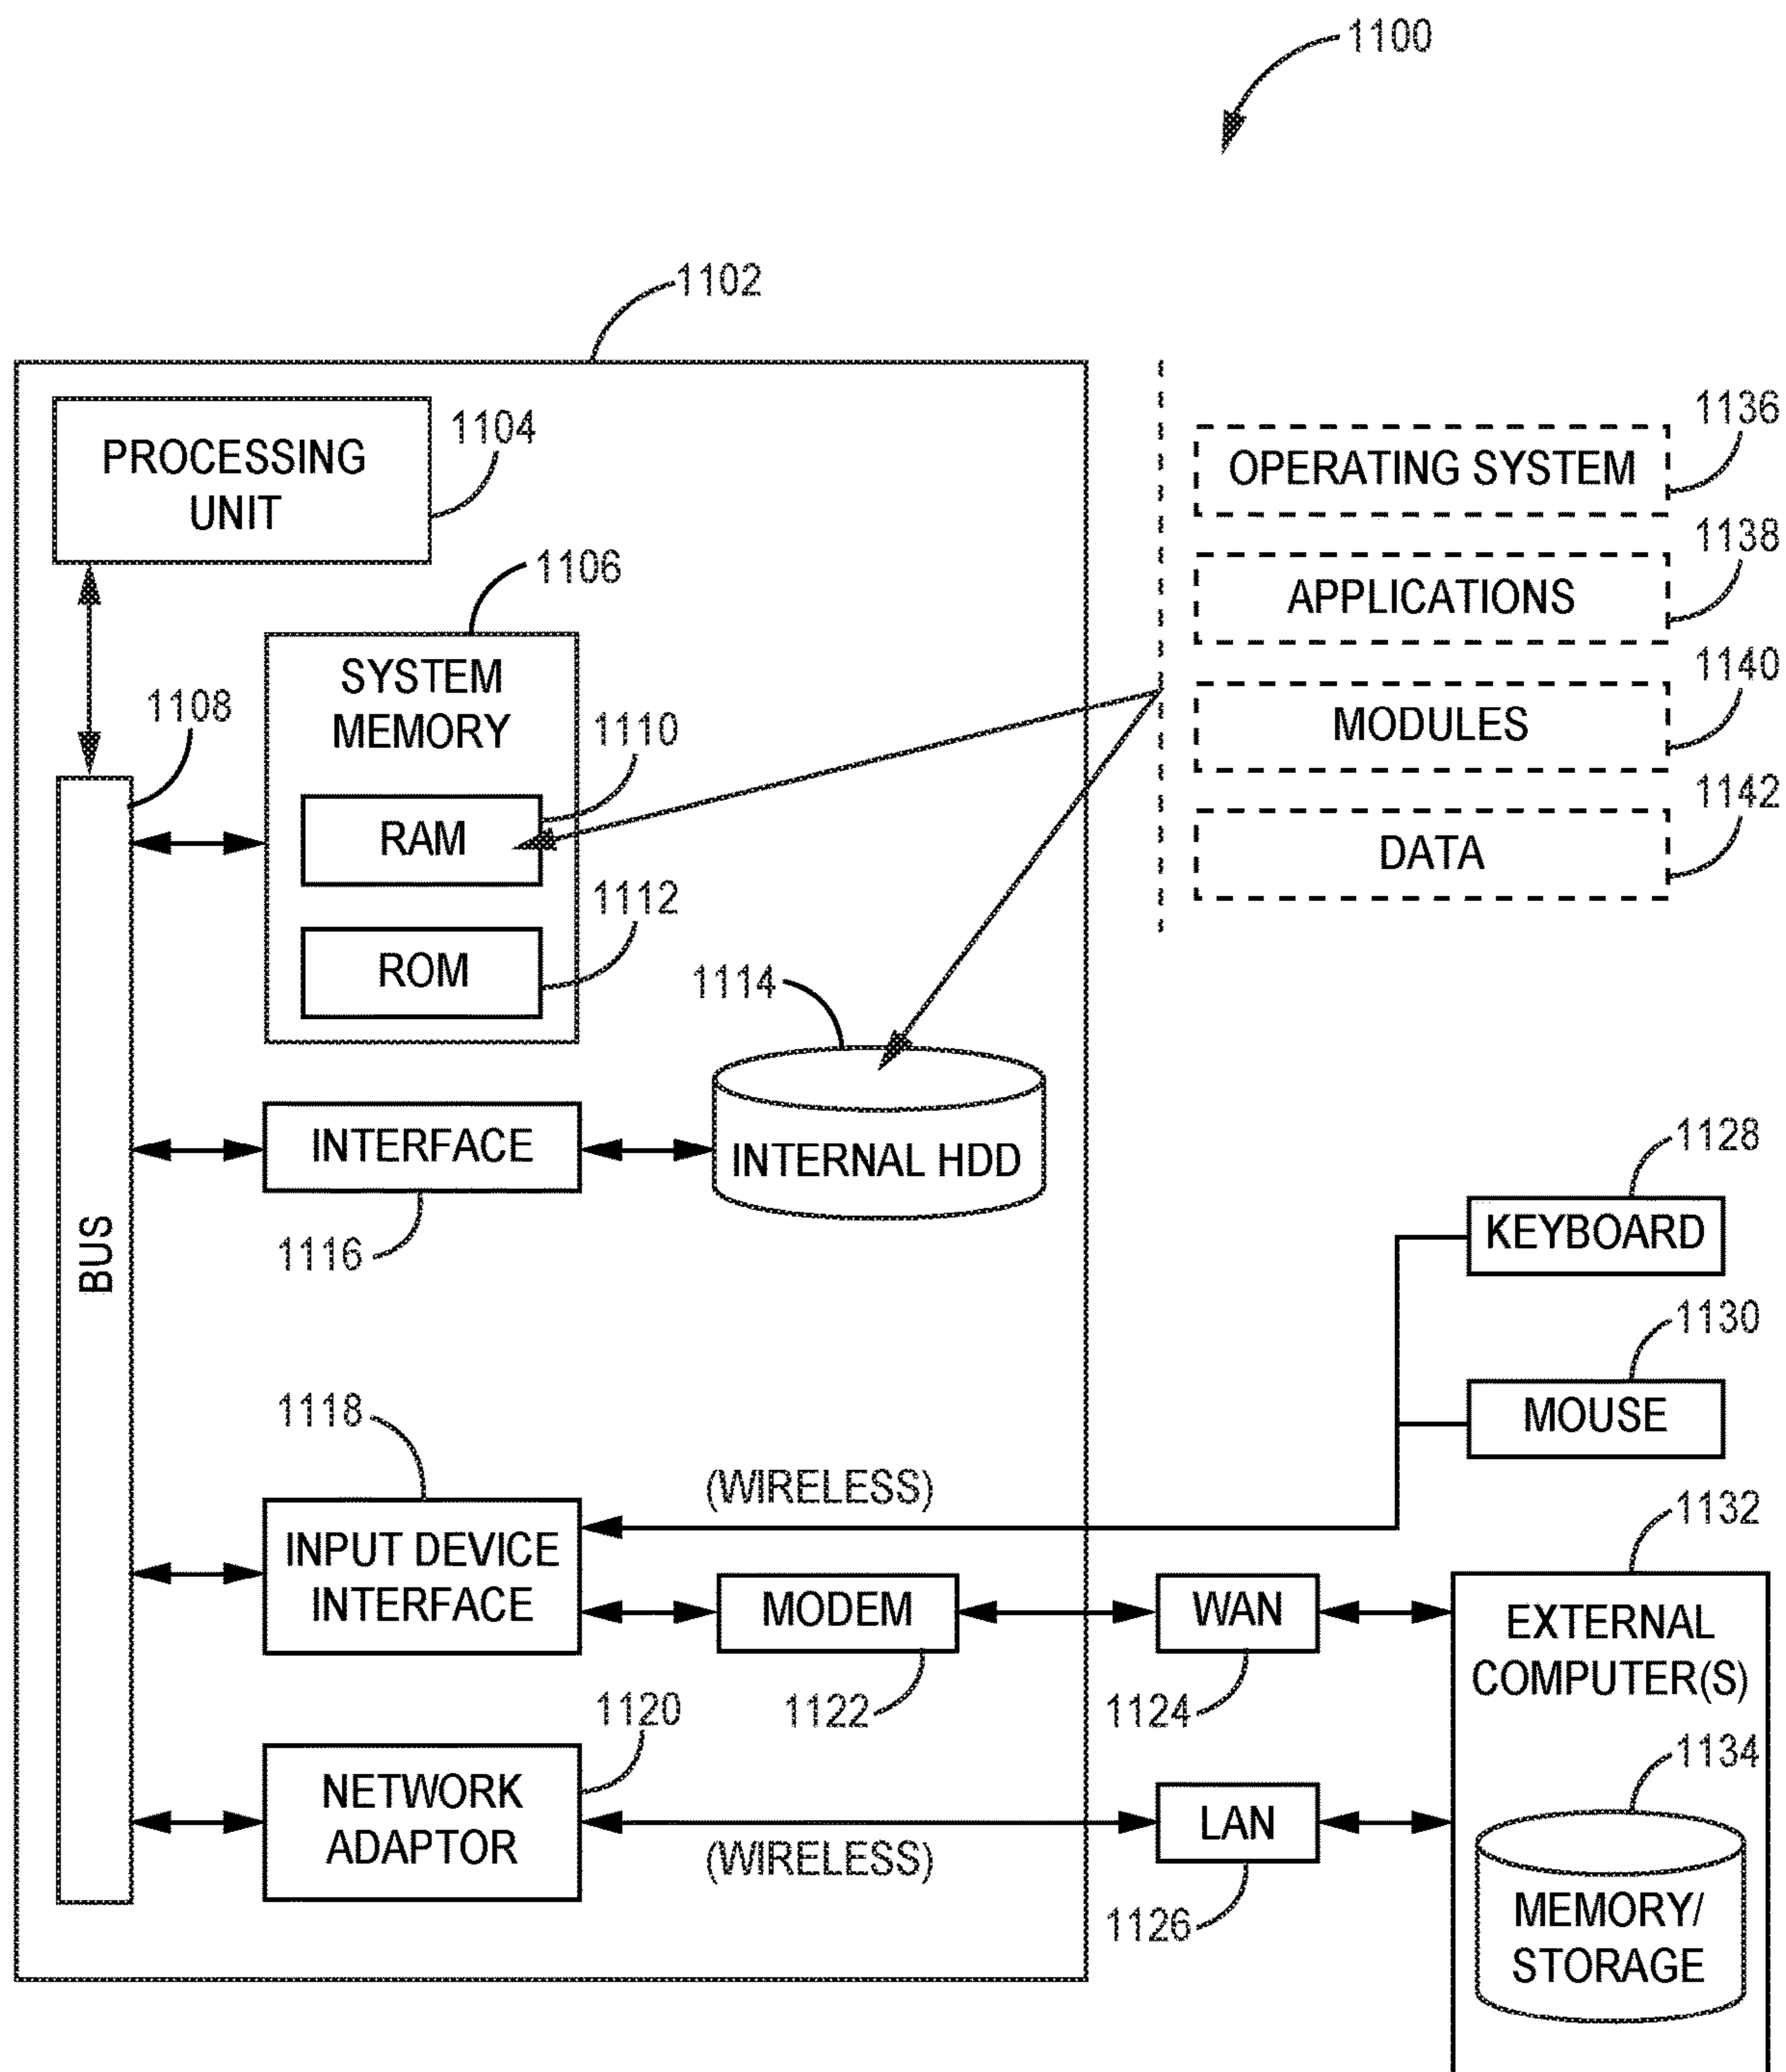 1100
1102
PROCESSING
UNIT
1104
1136
OPERATING SYSTEM
1138
APPLICATIONS
1106
SYSTEM
MEMORY
1108
1110
RAM
1140
MODULES
1142
DATA
1112
ROM
1114
INTERNAL HDD
INTERFACE
1116
BUS
1128
KEYBOARD
1130
MOUSE
1118
INPUT DEVICE
INTERFACE
(WIRELESS)
MODEM
1122
WAN
1124
1132
EXTERNAL
COMPUTER(S)
1120
NETWORK
ADAPTOR
(WIRELESS)
LAN
1126
1134
MEMORY/
STORAGE